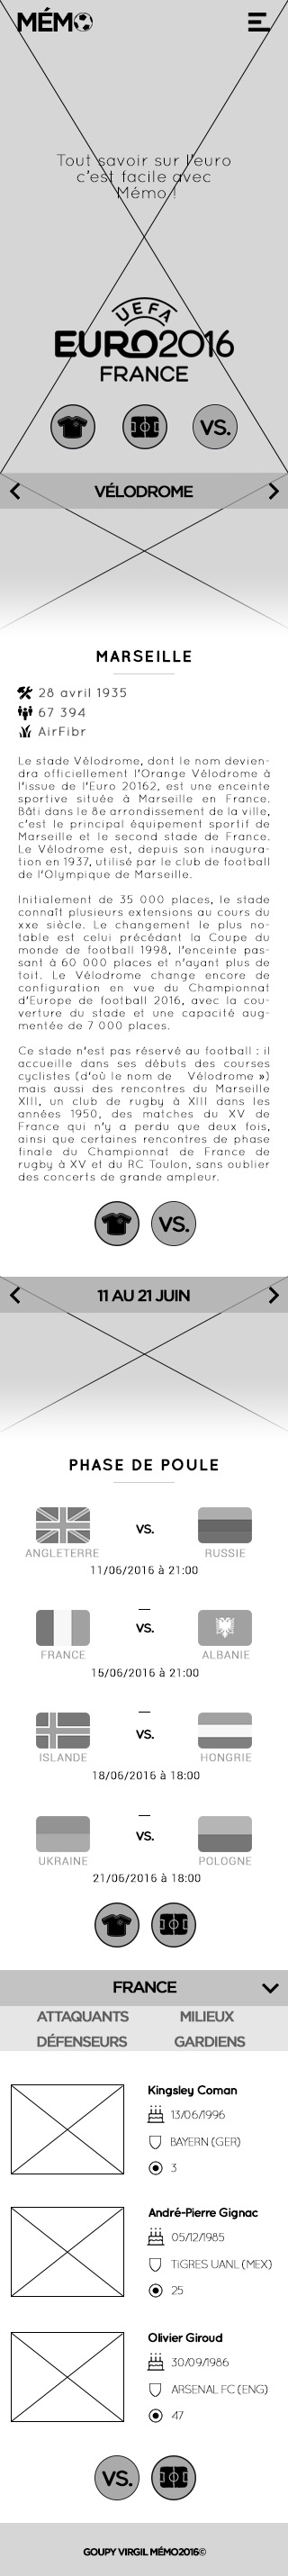 MÉMO
Tout savoir sur l'euro
c'est facile avec
Mémo !
UEFA
EURO2016
FRANCE
VS.
VÉLODROME
MARSEILLE
28 avril 1935
67 394
AirFibr
Le stade Vélodrome, dont le nom devien-
dra officiellement l'Orange Vélodrome à
l'issue de l'Euro 20162, est une enceinte
sportive située à Marseille en France.
Bâti dans le 8e arrondissement de la ville,
c'est le principal équipement sportif de
Marseille et le second stade de France.
Le Vélodrome est, depuis son inaugura-
tion en 1937, utilisé par le club de football
de l'Olympique de Marseille.
Initialement de 35 000 places, le stade
connaît plusieurs extensions au cours du
xxe siècle. Le changement le plus no-
table est celui précédant la Coupe du
monde de football 1998, l'enceinte pas-
sant à 60 000 places et n'ayant plus de
toit. Le Vélodrome change encore de
configuration en vue du Championnat
d'Europe de football 2016, avec la cou-
verture du stade et une capacité aug-
mentée de 7 000 places.
Ce stade n'est pas réservé au football : il
accueille dans ses débuts des courses
cyclistes (d'où le nom de Vélodrome »)
mais aussi des rencontres du Marseille
XIII, un club de rugby à XIII dans les
années 1950, des matches du XV de
France qui n'y a perdu que deux fois,
ainsi que certaines rencontres de phase
finale du Championnat de France de
rugby à XV et du RC Toulon, sans oublier
des concerts de grande ampleur.
VS.
11 AU 21 JUIN
PHASE DE POULE
VS.
ANGLETERRE RUSSIE
11/06/2016 à 21:00
VS.
FRANCE ALBANIE
15/06/2016 à 21:00
VS.
ISLANDE HONGRIE
18/06/2016 à 18:00
VS.
UKRAINE POLOGNE
21/06/2016 à 18:00
FRANCE
ATTAQUANTS MILIEUX
DÉFENSEURS GARDIENS
Kingsley Coman
13/06/1996
BAYERN (GER)
3
André-Pierre Gignac
05/12/1985
TiGRES UANL (MEX)
25
Olivier Giroud
30/09/1986
ARSENAL FC (ENG)
47
VS.
GOUPY VIRGIL MÉMO2016©